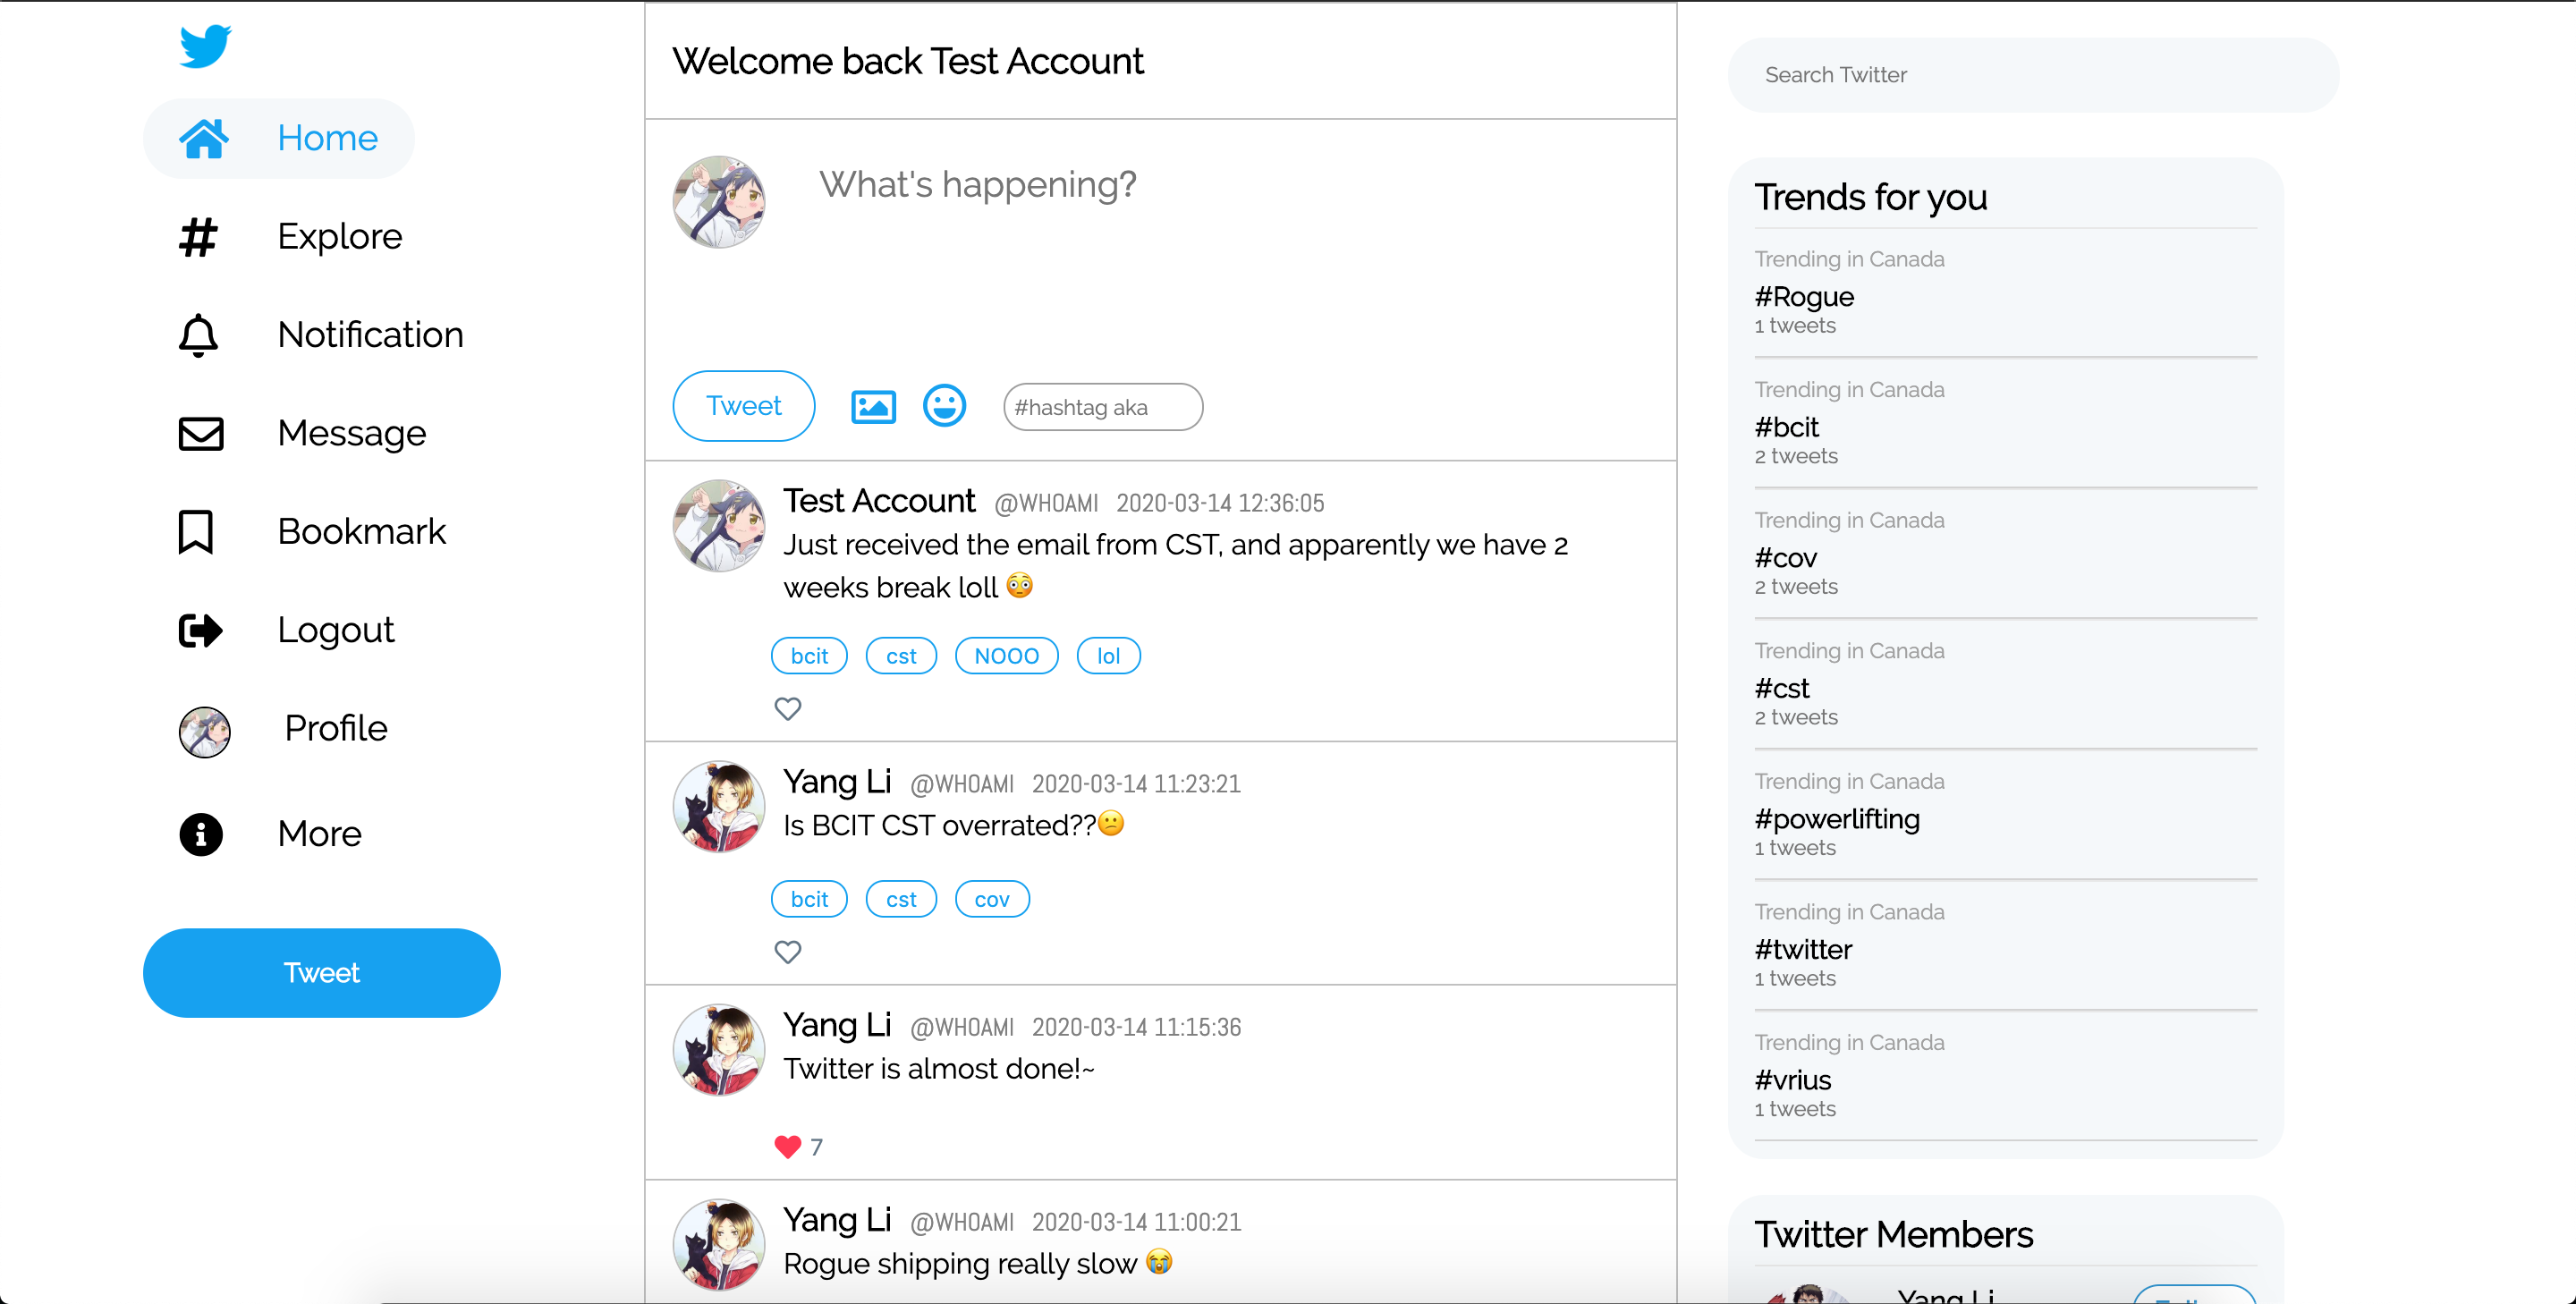 Home
Explore
Notification
Message
Bookmark
Logout
Profile
More
Tweet
Welcome back Test Account
What's happening?
Tweet
#hashtag aka
Test Account @WHOAMI 2020-03-14 12:36:05
Just received the email from CST, and apparently we have 2
weeks break loll 😳
bcit cst NOOO lol
Yang Li @WHOAMI 2020-03-14 11:23:21
Is BCIT CST overrated??😕
bcit cst cov
Yang Li @WHOAMI 2020-03-14 11:15:36
Twitter is almost done!~
7
Yang Li @WHOAMI 2020-03-14 11:00:21
Rogue shipping really slow 😭
Search Twitter
Trends for you
Trending in Canada
#Rogue
1 tweets
Trending in Canada
#bcit
2 tweets
Trending in Canada
#cov
2 tweets
Trending in Canada
#cst
2 tweets
Trending in Canada
#powerlifting
1 tweets
Trending in Canada
#twitter
1 tweets
Trending in Canada
#vrius
1 tweets
Twitter Members
Yang Li